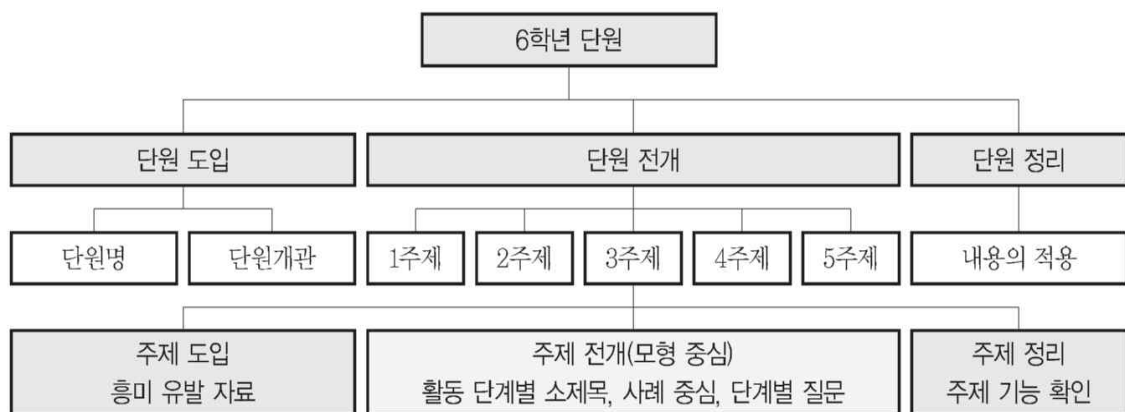 6학년 단원
단원 도입
단원 전개
단원 정리
단원명
단원개관
1주제
2주제
3주제
4주제
5주제
내용의 적용
주제 도입
흥미 유발 자료
주제 전개(모형 중심)
활동 단계별 소제목, 사례 중심, 단계별 질문
주제 정리
주제 기능 확인